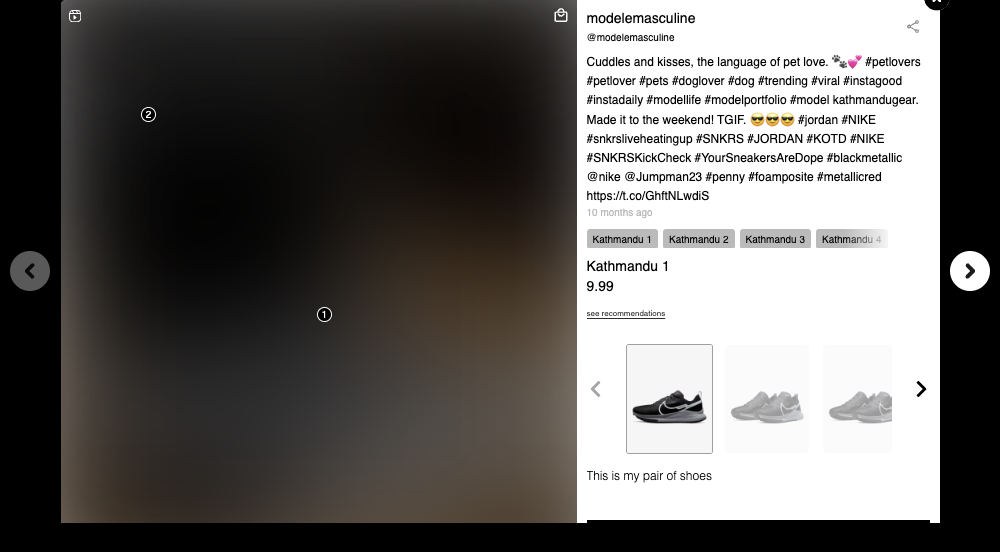 modelemasculine
@modelemasculine
Cuddles and kisses, the language of pet love. 🐾💕 #petlovers
#petlover #pets #doglover #dog #trending #viral #instagood
#instadaily #modellife #modelportfolio #model kathmandugear.
Made it to the weekend! TGIF. 😎😎😎 #jordan #NIKE
#snkrsliveheatingup #SNKRS #JORDAN #KOTD #NIKE
#SNKRSKickCheck #YourSneakersAreDope #blackmetallic
@nike @Jumpman23 #penny #foamposite #metallicred
https://t.co/GhftNLwdiS
10 months ago
Kathmandu 1 Kathmandu 2 Kathmandu 3 Kathmandu 4
Kathmandu 1
9.99
see recommendations
This is my pair of shoes
2
1